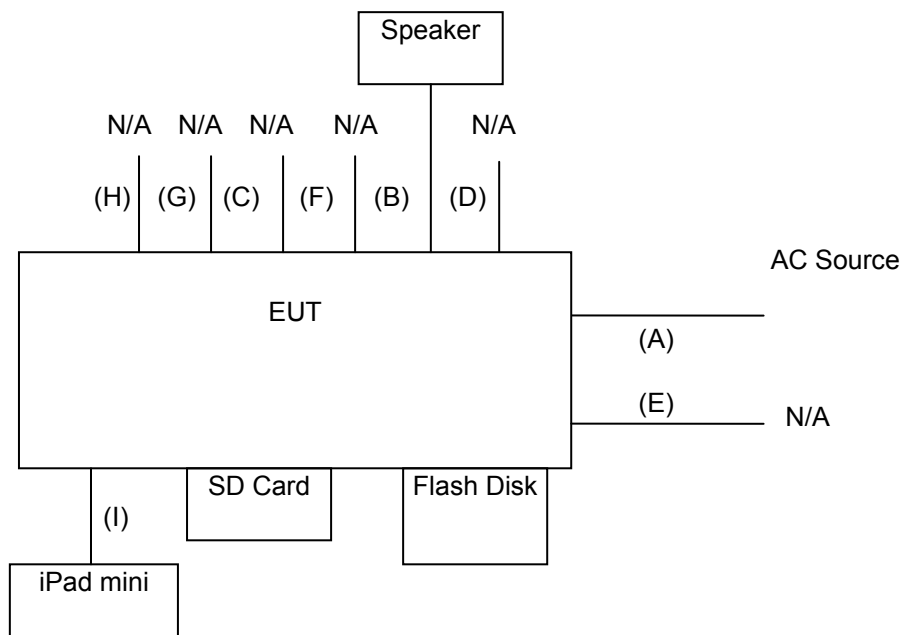 Speaker
N/A N/A N/A N/A N/A
(H) (G) (C) (F) (B) (D)
AC Source
EUT
(A)
(E)
N/A
SD Card Flash Disk
(I)
iPad mini